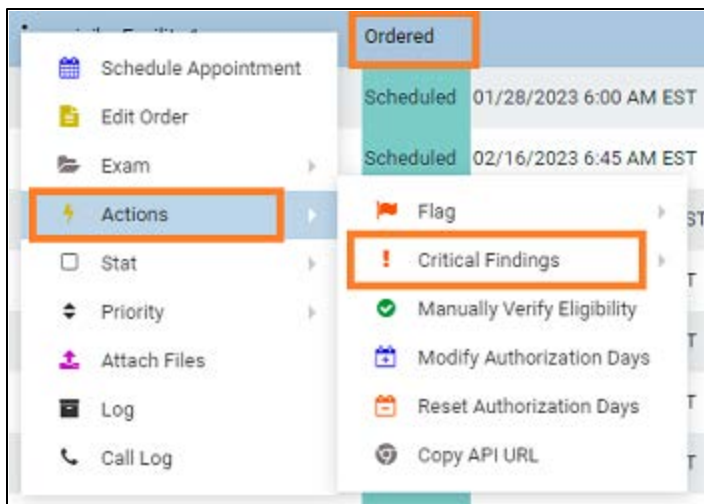 Ordered
Schedule Appointment
Scheduled 01/28/2023 6:00 AM EST
Edit Order
Scheduled 02/16/2023 6:45 AM EST
Exam
Actions
Flag
Stat
Critical Findings
Priority
Manually Verify Eligibility
Attach Files
Modify Authorization Days
Log
Reset Authorization Days
Call Log
Copy API URL